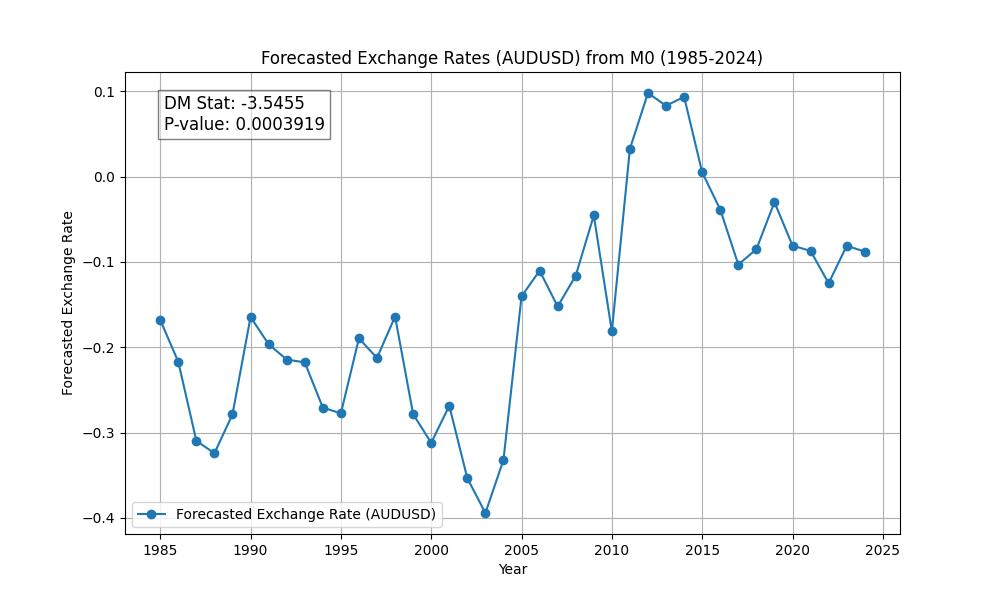 Forecasted Exchange Rates (AUDUSD) from M0 (1985-2024)
DM Stat: -3.5455
P-value: 0.0003919
Forecasted Exchange Rate
0.1
0.0
−0.1
−0.2
−0.3
−0.4
Forecasted Exchange Rate (AUDUSD)
1985 1990 1995 2000 2005 2010 2015 2020 2025
Year